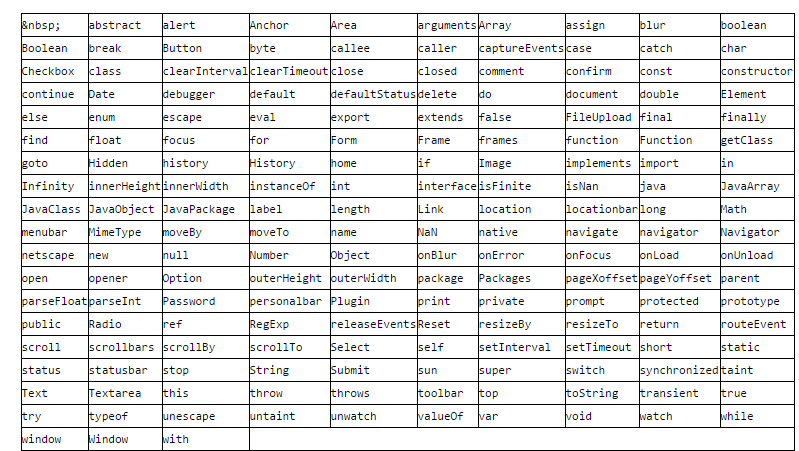 &nbsp; abstract alert Anchor Area arguments Array assign blur boolean
Boolean break Button byte callee caller captureEvents case catch char
Checkbox class clearInterval clearTimeout close closed comment confirm const constructor
continue Date debugger default defaultStatus delete do document double Element
else enum escape eval export extends false FileUpload final finally
find float focus for Form Frame frames function Function getClass
goto Hidden history History home if Image implements import in
Infinity innerHeight innerWidth instanceOf int interface isFinite isNan java JavaArray
JavaClass JavaObject JavaPackage label length Link location locationbar long Math
menubar MimeType moveBy moveTo name NaN native navigate navigator Navigator
netscape new null Number Object onBlur onError onFocus onLoad onUnload
open opener Option outerHeight outerWidth package Packages pageXoffset pageYoffset parent
parseFloat parseInt Password personalbar Plugin print private prompt protected prototype
public Radio ref RegExp releaseEvents Reset resizeBy resizeTo return routeEvent
scroll scrollbars scrollBy scrollTo Select self setInterval setTimeout short static
status statusbar stop String Submit sun super switch synchronized taint
Text Textarea this throw throws toolbar top toString transient true
try typeof unescape untaint unwatch valueOf var void watch while
window Window with